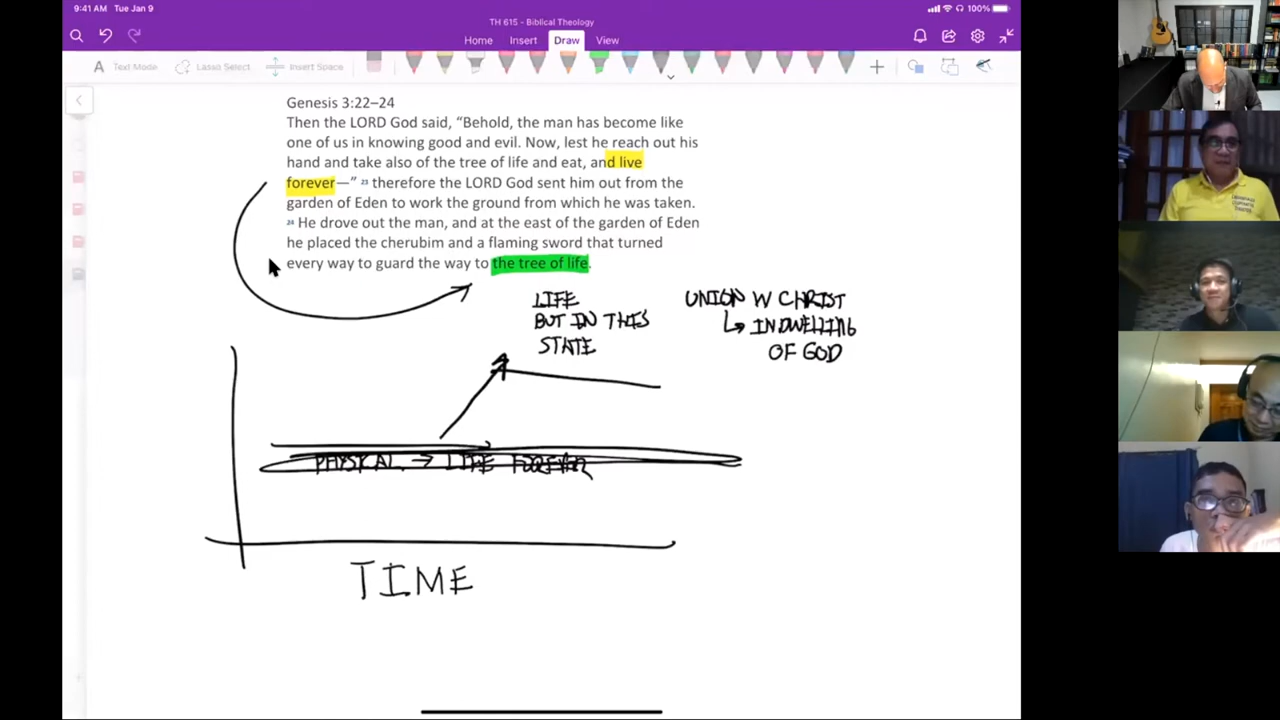 9:41 AM Tue Jan 9
100%
TH 615 - Biblical Theology
Home Insert Draw View
Text Mode Lasso Select Insert Space
Genesis 3:22–24
Then the LORD God said, “Behold, the man has become like
one of us in knowing good and evil. Now, lest he reach out his
hand and take also of the tree of life and eat, and live
forever—” 23 therefore the LORD God sent him out from the
garden of Eden to work the ground from which he was taken.
24 He drove out the man, and at the east of the garden of Eden
he placed the cherubim and a flaming sword that turned
every way to guard the way to the tree of life.
LIFE
BUT IN THIS
STATE
UNION W CHRIST
INDWELLING
OF GOD
PHYSICAL → LIFE FOREVER
TIME